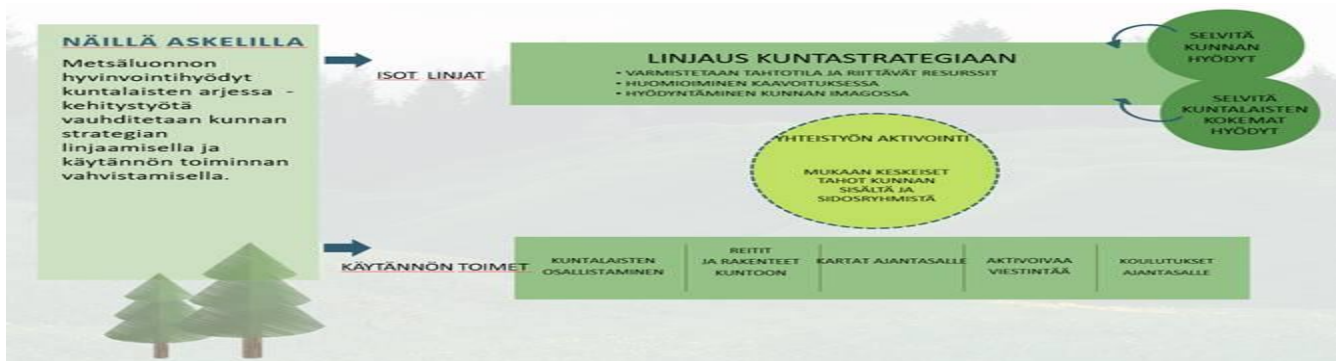 NÄILLÄ ASKELILLA
Metsäluonnon
hyvinvointihyödyt
kuntalaisten arjessa -
kehitystyötä
vauhditetaan kunnan
strategian
linjaamisella ja
käytännön toiminnan
vahvistamisella.
ISOT LINJAT
LINJAUS KUNTASTRATEGIAAN
• VARMISTETAAN TAHTOTILA JA RIITTÄVÄT RESURSSIT
• HUOMIOIMINEN KAAVOITUKSESSA
• HYÖDYNTÄMINEN KUNNAN IMAGOSSA
SELVITÄ
KUNNAN
HYÖDYT
SELVITÄ
KUNTALAISTEN
KOKEMAT
HYÖDYT
YHTEISTYÖN AKTIVOINTI
MUKAAN KESKEISET
TAHOT KUNNAN
SISÄLTÄ JA
SIDOSRYHMISTÄ
KÄYTÄNNÖN TOIMET
KUNTALAISTEN
OSALLISTAMINEN
REITIT
JA RAKENTEET
KUNTOON
KARTAT AJANTASALLE
AKTIVOIVAA
VIESTINTÄÄ
KOULUTUKSET
AJANTASALLE